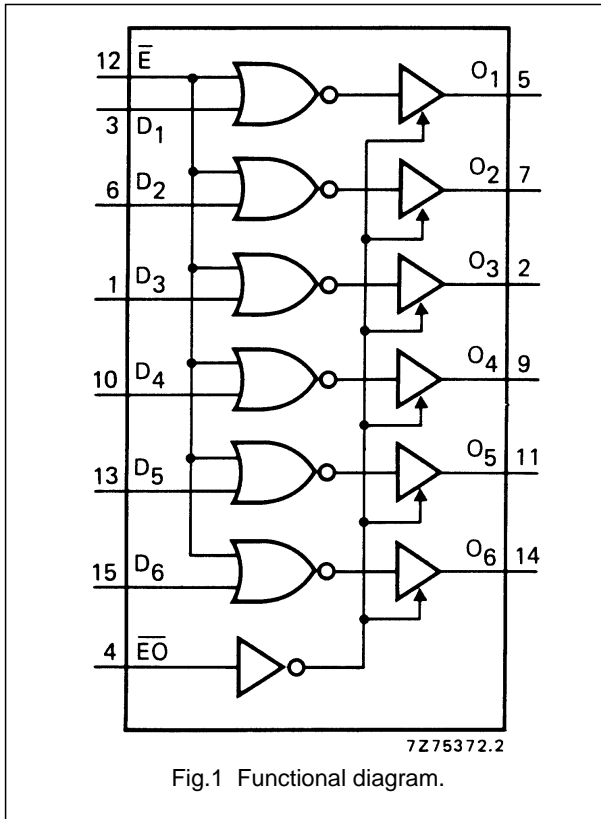 12 E̅ O₁ 5
3 D₁
6 D₂ O₂ 7
1 D₃ O₃ 2
10 D₄ O₄ 9
13 D₅ O₅ 11
15 D₆ O₆ 14
4 E̅O̅
7Z75372.2
Fig.1 Functional diagram.